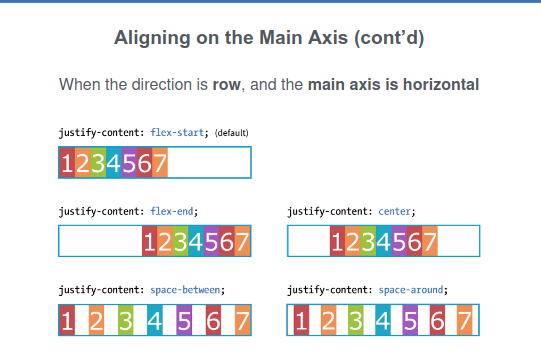 Aligning on the Main Axis (cont’d)
When the direction is row, and the main axis is horizontal
justify-content: flex-start; (default)
1234567
justify-content: flex-end;
1234567
justify-content: center;
1234567
justify-content: space-between;
1 2 3 4 5 6 7
justify-content: space-around;
1 2 3 4 5 6 7